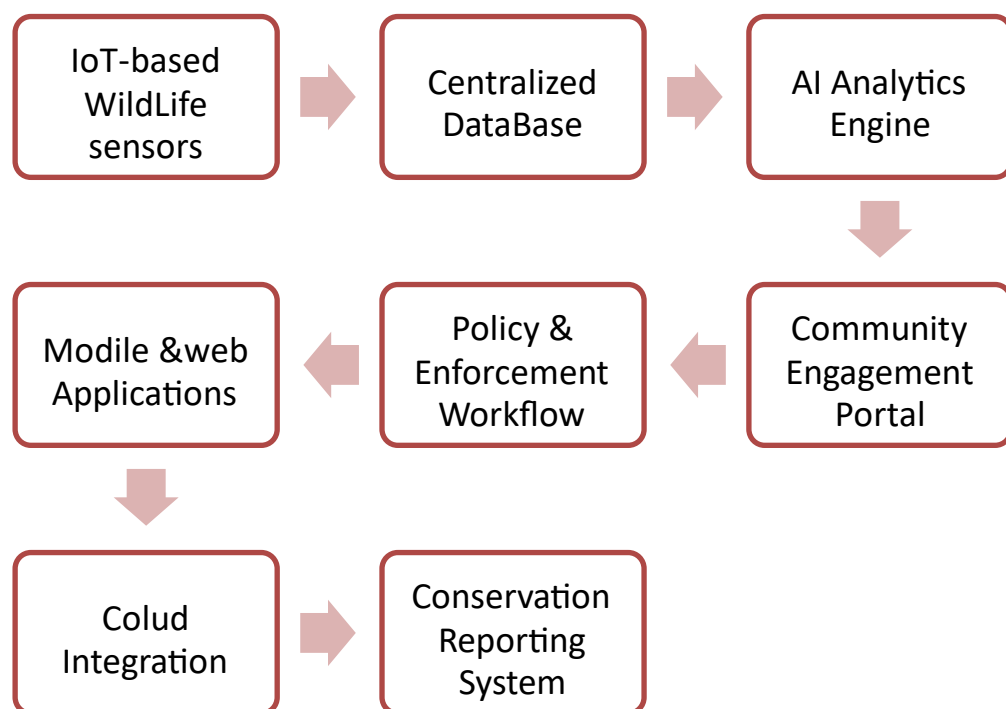 IoT-based
WildLife
sensors
Centralized
DataBase
AI Analytics
Engine
Community
Engagement
Portal
Policy &
Enforcement
Workflow
Modile &web
Applications
Colud
Integration
Conservation
Reporting
System